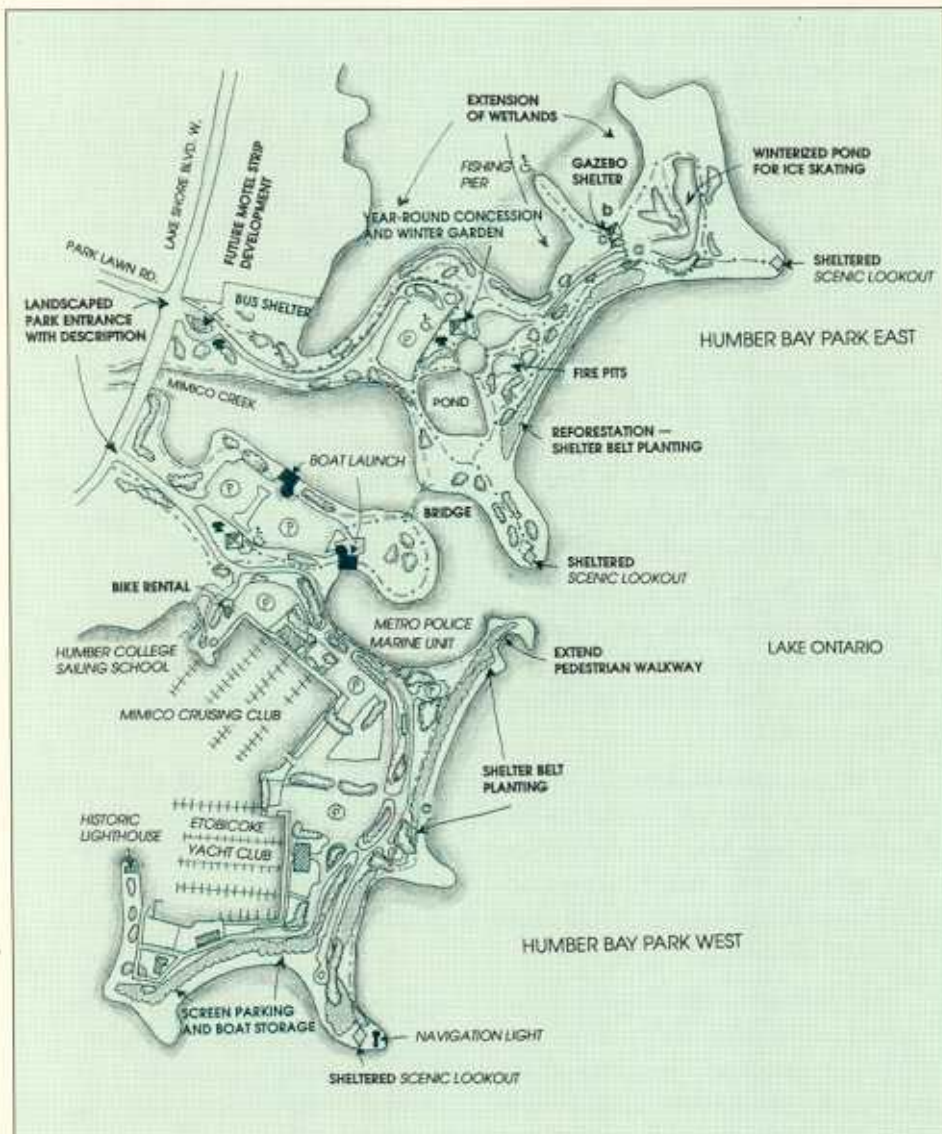 EXTENSION
OF WETLANDS
FISHING
PIER
GAZEBO
SHELTER
b
WINTERIZED POND
FOR ICE SKATING
LAKE SHORE BLVD. W.
FUTURE MOTEL STRIP
DEVELOPMENT
YEAR-ROUND CONCESSION
AND WINTER GARDEN
PARK LAWN RD.
a
SHELTERED
SCENIC LOOKOUT
LANDSCAPED
PARK ENTRANCE
WITH DESCRIPTION
BUS SHELTER
P
HUMBER BAY PARK EAST
FIRE PITS
MIMICO CREEK
POND
REFORESTATION —
SHELTER BELT PLANTING
BOAT LAUNCH
P
P
BRIDGE
SHELTERED
SCENIC LOOKOUT
BIKE RENTAL
P
METRO POLICE
MARINE UNIT
HUMBER COLLEGE
SAILING SCHOOL
EXTEND
PEDESTRIAN WALKWAY
LAKE ONTARIO
P
P
MIMICO CRUISING CLUB
SHELTER BELT
PLANTING
HISTORIC
LIGHTHOUSE
ETOBICOKE
YACHT CLUB
P
a
HUMBER BAY PARK WEST
SCREEN PARKING
AND BOAT STORAGE
NAVIGATION LIGHT
SHELTERED SCENIC LOOKOUT